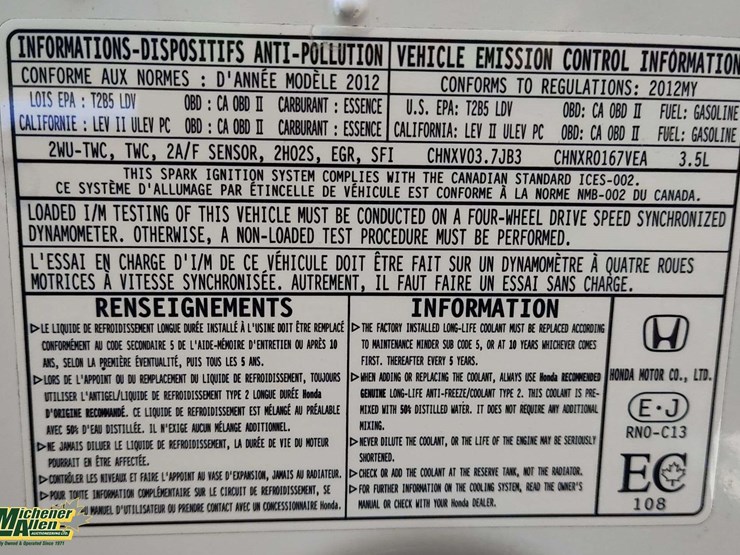 INFORMATIONS-DISPOSITIFS ANTI-POLLUTION
CONFORME AUX NORMES : D'ANNÉE MODÈLE 2012
LOIS EPA : T2B5 LDV OBD : CA OBD II CARBURANT : ESSENCE
CALIFORNIE : LEV II ULEV PC OBD : CA OBD II CARBURANT : ESSENCE
VEHICLE EMISSION CONTROL INFORMATION
CONFORMS TO REGULATIONS: 2012MY
U.S. EPA: T2B5 LDV OBD: CA OBD II FUEL: GASOLINE
CALIFORNIA: LEV II ULEV PC OBD: CA OBD II FUEL: GASOLINE
2WU-TWC, TWC, 2A/F SENSOR, 2HO2S, EGR, SFI CHNXV03.7JB3 CHNXR0167VEA 3.5L
THIS SPARK IGNITION SYSTEM COMPLIES WITH THE CANADIAN STANDARD ICES-002.
CE SYSTÈME D'ALLUMAGE PAR ÉTINCELLE DE VÉHICULE EST CONFORME À LA NORME NMB-002 DU CANADA.
LOADED I/M TESTING OF THIS VEHICLE MUST BE CONDUCTED ON A FOUR-WHEEL DRIVE SPEED SYNCHRONIZED
DYNAMOMETER. OTHERWISE, A NON-LOADED TEST PROCEDURE MUST BE PERFORMED.
L'ESSAI EN CHARGE D'I/M DE CE VÉHICULE DOIT ÊTRE FAIT SUR UN DYNAMOMÈTRE À QUATRE ROUES
MOTRICES À VITESSE SYNCHRONISÉE. AUTREMENT, IL FAUT FAIRE UN ESSAI SANS CHARGE.
RENSEIGNEMENTS
▷LE LIQUIDE DE REFROIDISSEMENT LONGUE DURÉE INSTALLÉ À L'USINE DOIT ÊTRE REMPLACÉ
CONFORMÉMENT AU CODE SECONDAIRE 5 DE L'AIDE-MÉMOIRE D'ENTRETIEN OU APRÈS 10
ANS, SELON LA PREMIÈRE ÉVENTUALITÉ, PUIS TOUS LES 5 ANS.
▷LORS DE L'APPOINT OU DU REMPLACEMENT DU LIQUIDE DE REFROIDISSEMENT, TOUJOURS
UTILISER L'ANTIGEL/LIQUIDE DE REFROIDISSEMENT TYPE 2 LONGUE DURÉE Honda
D'ORIGINE RECOMMANDÉ. CE LIQUIDE DE REFROIDISSEMENT EST MÉLANGÉ AU PRÉALABLE
AVEC 50% D'EAU DISTILLÉE. IL N'EXIGE AUCUN MÉLANGE ADDITIONNEL.
▷NE JAMAIS DILUER LE LIQUIDE DE REFROIDISSEMENT, LA DURÉE DE VIE DU MOTEUR
POURRAIT EN ÊTRE AFFECTÉE.
▷CONTRÔLER LES NIVEAUX ET FAIRE L'APPOINT AU VASE D'EXPANSION, JAMAIS AU RADIATEUR.
▷POUR TOUTE INFORMATION COMPLÉMENTAIRE SUR LE CIRCUIT DE REFROIDISSEMENT, SE
MANUEL D'UTILISATEUR OU PRENDRE CONTACT AVEC UN CONCESSIONNAIRE Honda.
INFORMATION
▷THE FACTORY INSTALLED LONG-LIFE COOLANT MUST BE REPLACED ACCORDING
TO MAINTENANCE MINDER SUB CODE 5, OR AT 10 YEARS WHICHEVER COMES
FIRST. THEREAFTER EVERY 5 YEARS.
▷WHEN ADDING OR REPLACING THE COOLANT, ALWAYS USE Honda RECOMMENDED
GENUINE LONG-LIFE ANTI-FREEZE/COOLANT TYPE 2. THIS COOLANT IS PRE-
MIXED WITH 50% DISTILLED WATER. IT DOES NOT REQUIRE ANY ADDITIONAL
MIXING.
▷NEVER DILUTE THE COOLANT, OR THE LIFE OF THE ENGINE MAY BE SERIOUSLY
SHORTENED.
▷CHECK OR ADD THE COOLANT AT THE RESERVE TANK, NOT THE RADIATOR.
▷FOR FURTHER INFORMATION ON THE COOLING SYSTEM, READ THE OWNER'S
MANUAL OR CHECK WITH YOUR Honda DEALER.
HONDA MOTOR CO., LTD.
E·J
RNO-C13
EC
108
Michener
Allen
AUCTIONEERING LTD.
Owned & Operated Since 1971